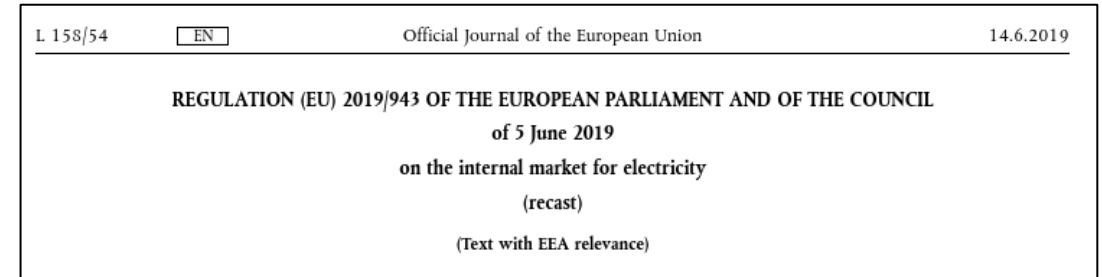 L 158/54 EN Official Journal of the European Union 14.6.2019
REGULATION (EU) 2019/943 OF THE EUROPEAN PARLIAMENT AND OF THE COUNCIL
of 5 June 2019
on the internal market for electricity
(recast)
(Text with EEA relevance)